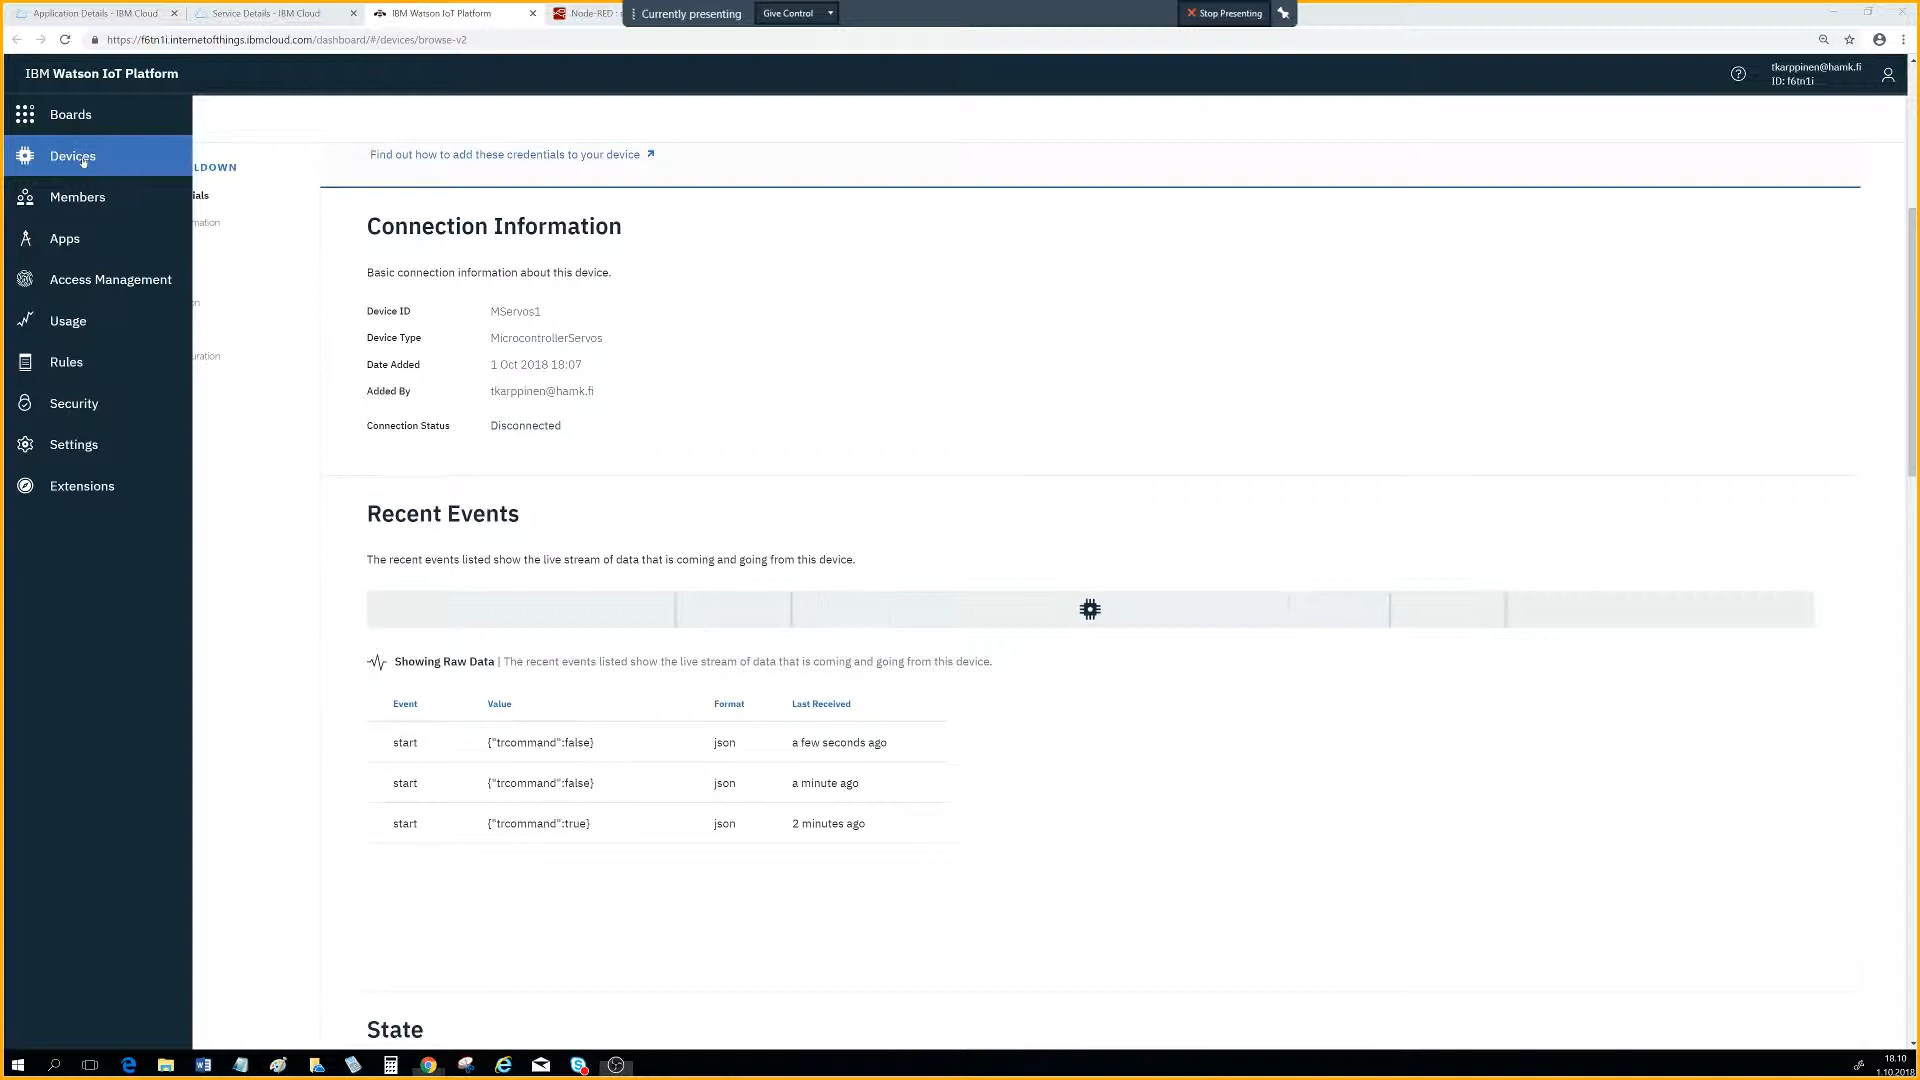 Application Details - IBM Cloud
Service Details - IBM Cloud
IBM Watson IoT Platform
Node-RED :
Currently presenting
Give Control
Stop Presenting
https://f6tn1i.internetofthings.ibmcloud.com/dashboard/#/devices/browse-v2
IBM Watson IoT Platform
tkarppinen@hamk.fi
ID: f6tn1i
Boards
Devices
Members
Apps
Access Management
Usage
Rules
Security
Settings
Extensions
LDOWN
ials
mation
on
uration
Find out how to add these credentials to your device
Connection Information
Basic connection information about this device.
Device ID MServos1
Device Type MicrocontrollerServos
Date Added 1 Oct 2018 18:07
Added By tkarppinen@hamk.fi
Connection Status Disconnected
Recent Events
The recent events listed show the live stream of data that is coming and going from this device.
Showing Raw Data | The recent events listed show the live stream of data that is coming and going from this device.
Event Value Format Last Received
start {"trcommand":false} json a few seconds ago
start {"trcommand":false} json a minute ago
start {"trcommand":true} json 2 minutes ago
State
18.10
1.10.2018